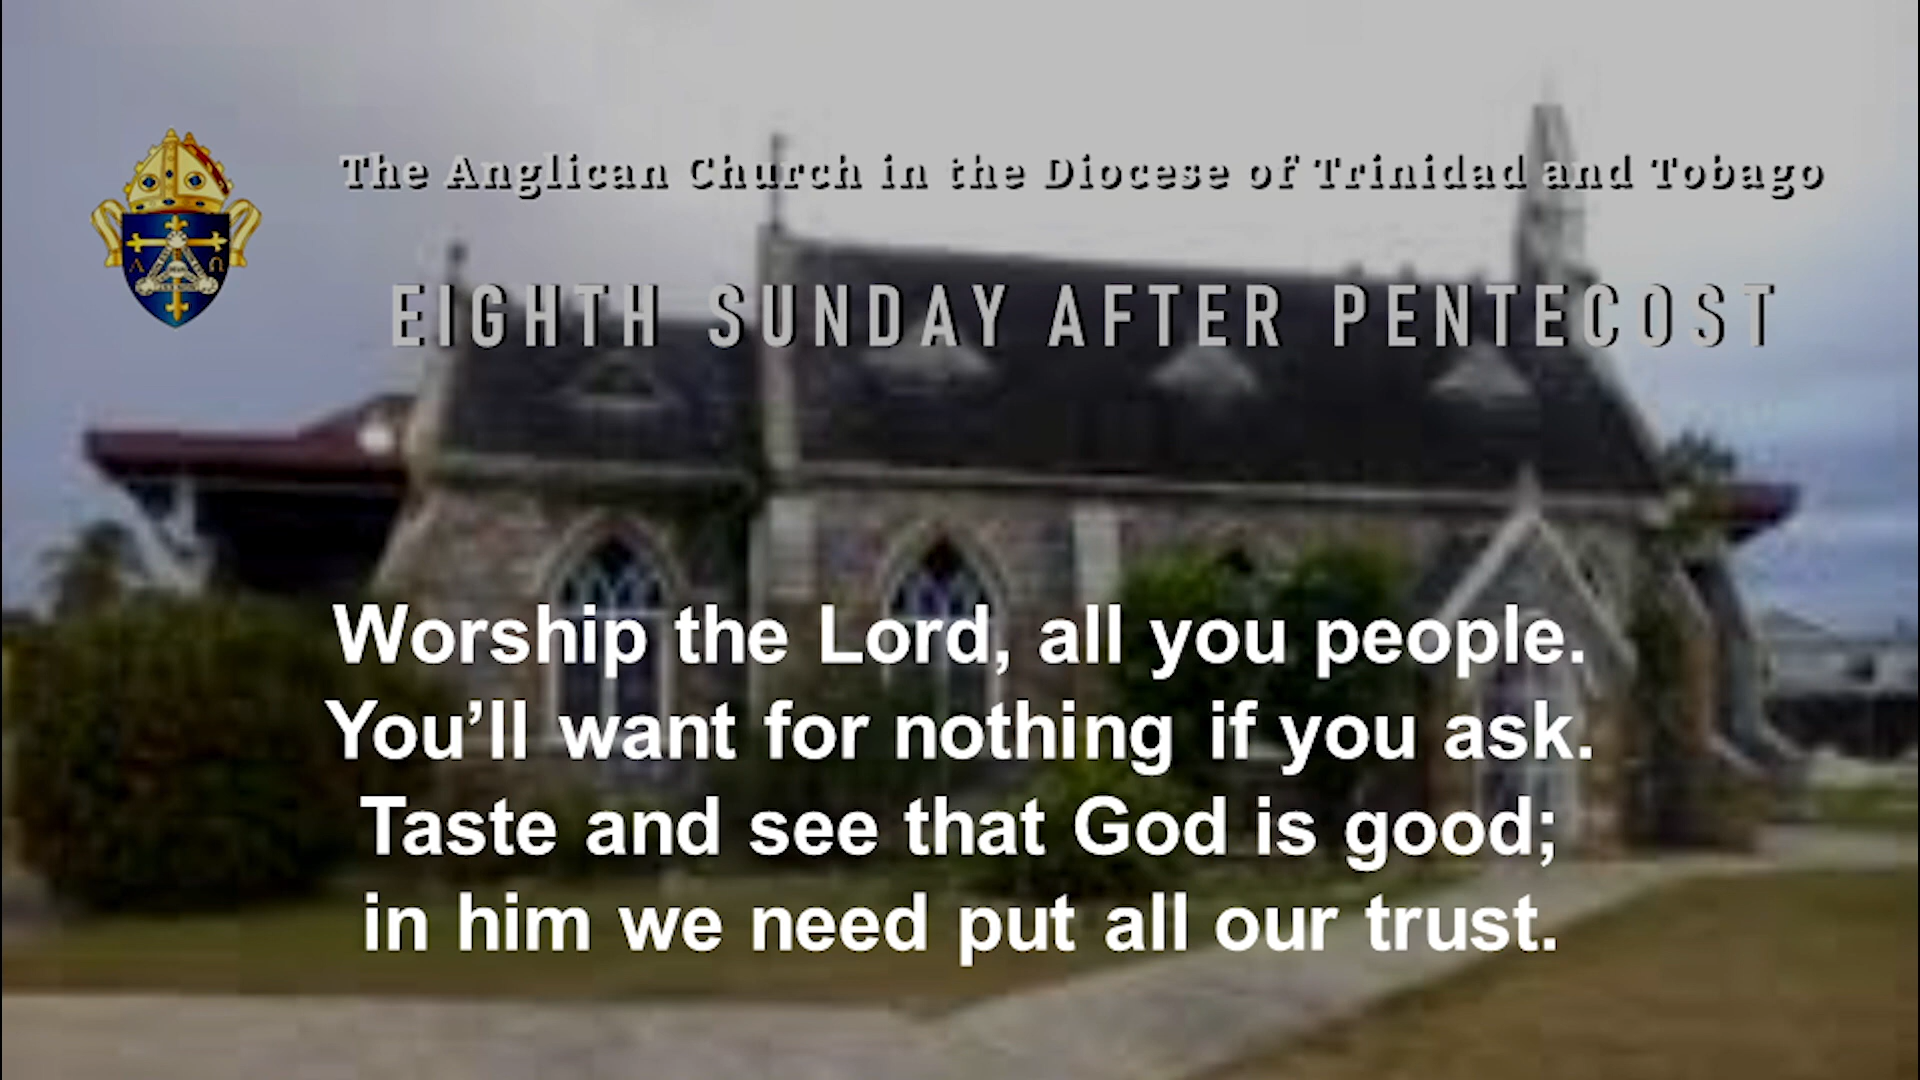 The Anglican Church in the Diocese of Trinidad and Tobago
EIGHTH SUNDAY AFTER PENTECOST
Α Ω
Worship the Lord, all you people.
You’ll want for nothing if you ask.
Taste and see that God is good;
in him we need put all our trust.